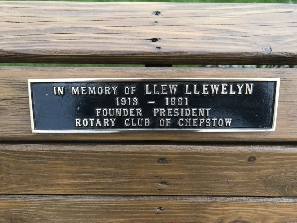 IN MEMORY OF LLEW LLEWELYN
1913 – 1991
FOUNDER PRESIDENT
ROTARY CLUB OF CHEPSTOW